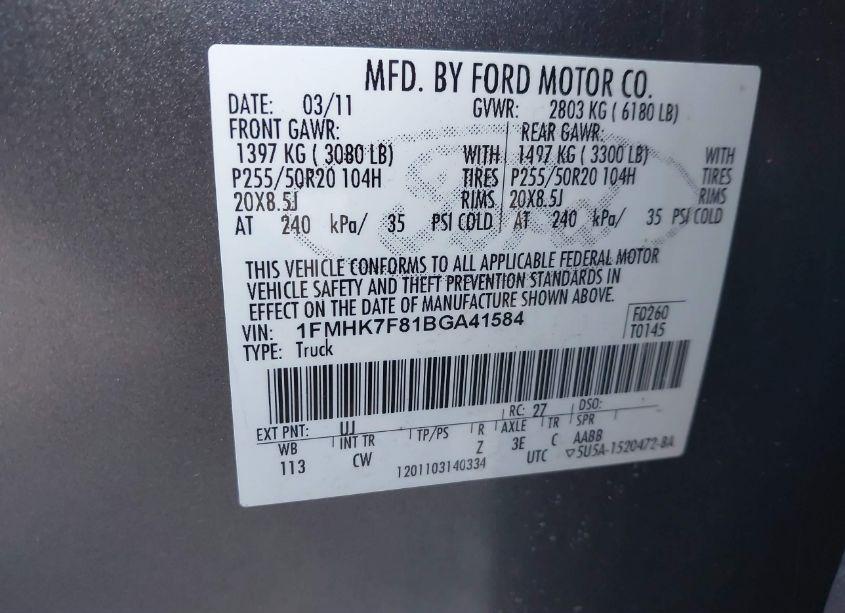 MFD. BY FORD MOTOR CO.
DATE: 03/11 GVWR: 2803 KG ( 6180 LB)
FRONT GAWR: REAR GAWR:
1397 KG ( 3080 LB) WITH 1497 KG ( 3300 LB) WITH
P255/50R20 104H TIRES P255/50R20 104H TIRES
20X8.5J RIMS 20X8.5J RIMS
AT 240 kPa/ 35 PSI COLD AT 240 kPa/ 35 PSI COLD
THIS VEHICLE CONFORMS TO ALL APPLICABLE FEDERAL MOTOR
VEHICLE SAFETY AND THEFT PREVENTION STANDARDS IN
EFFECT ON THE DATE OF MANUFACTURE SHOWN ABOVE.
VIN: 1FMHK7F81BGA41584 F0260
TYPE: Truck T0145
EXT PNT: UJ RC: 27 DSO:
WB INT TR TP/PS R AXLE TR SPR
113 CW Z 3E C AABB
1201103140334 UTC ▽5U5A-1520472-BA